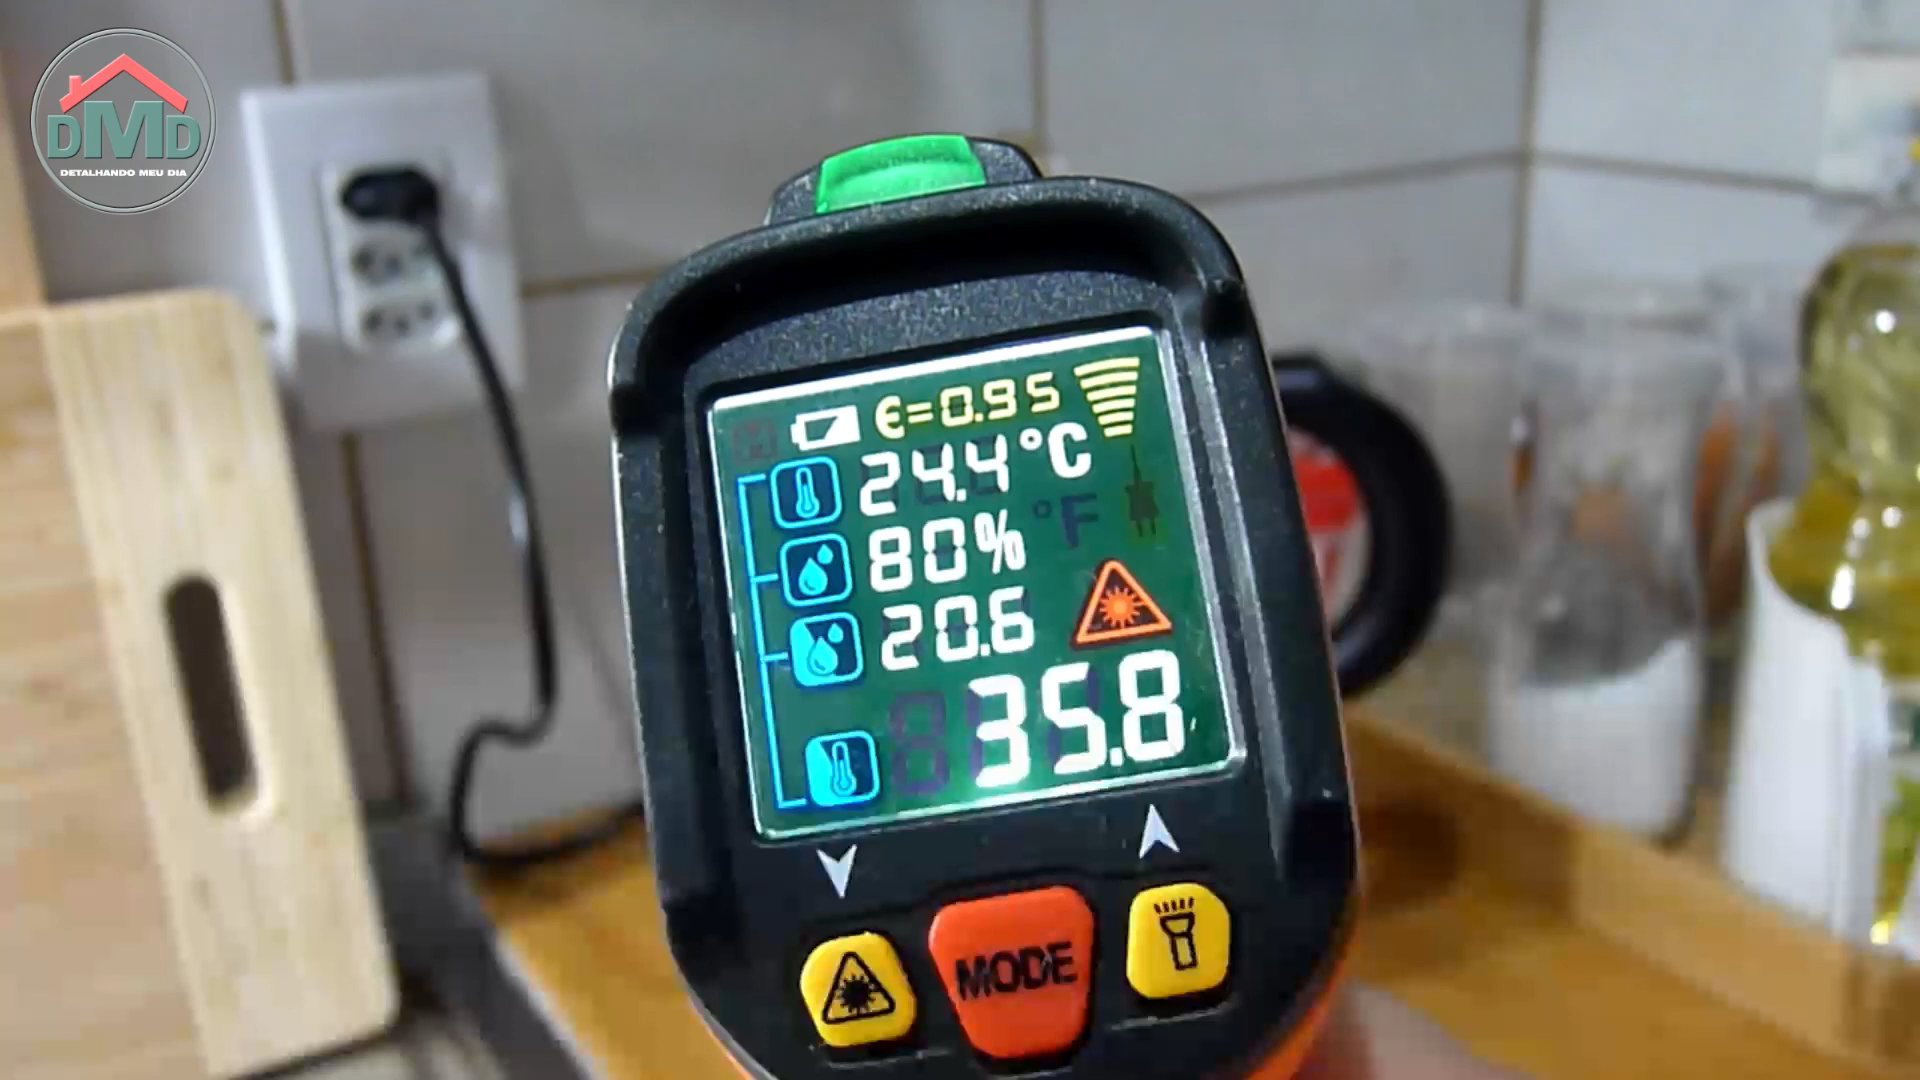 DMD
DETALHANDO MEU DIA
€=0.95
24.4°C
80%
°F
20.6
35.8
MODE